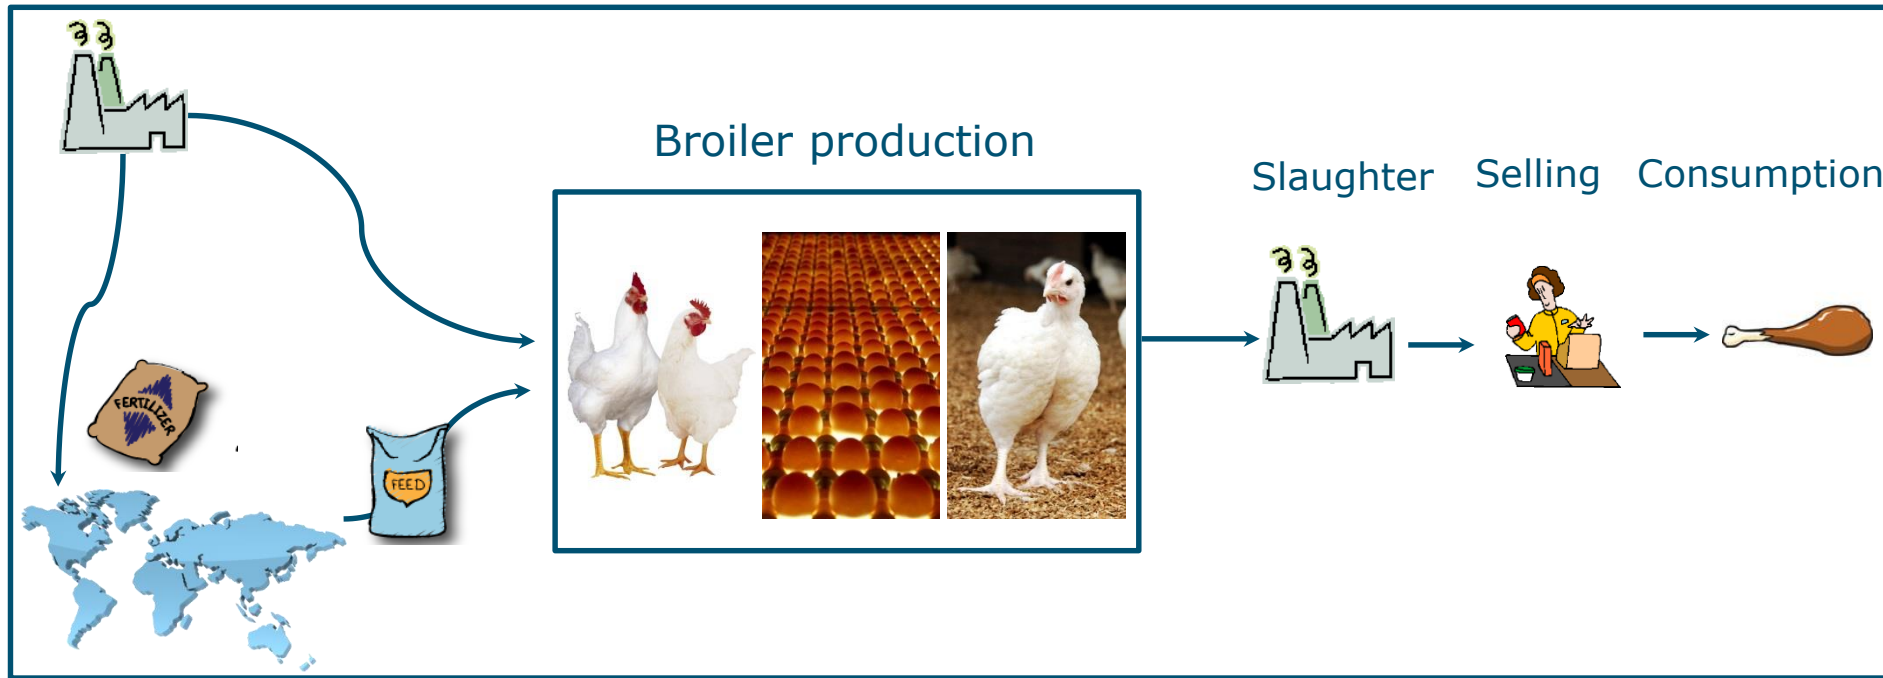 Broiler production
Slaughter
Selling
Consumption
FERTILIZER
FEED